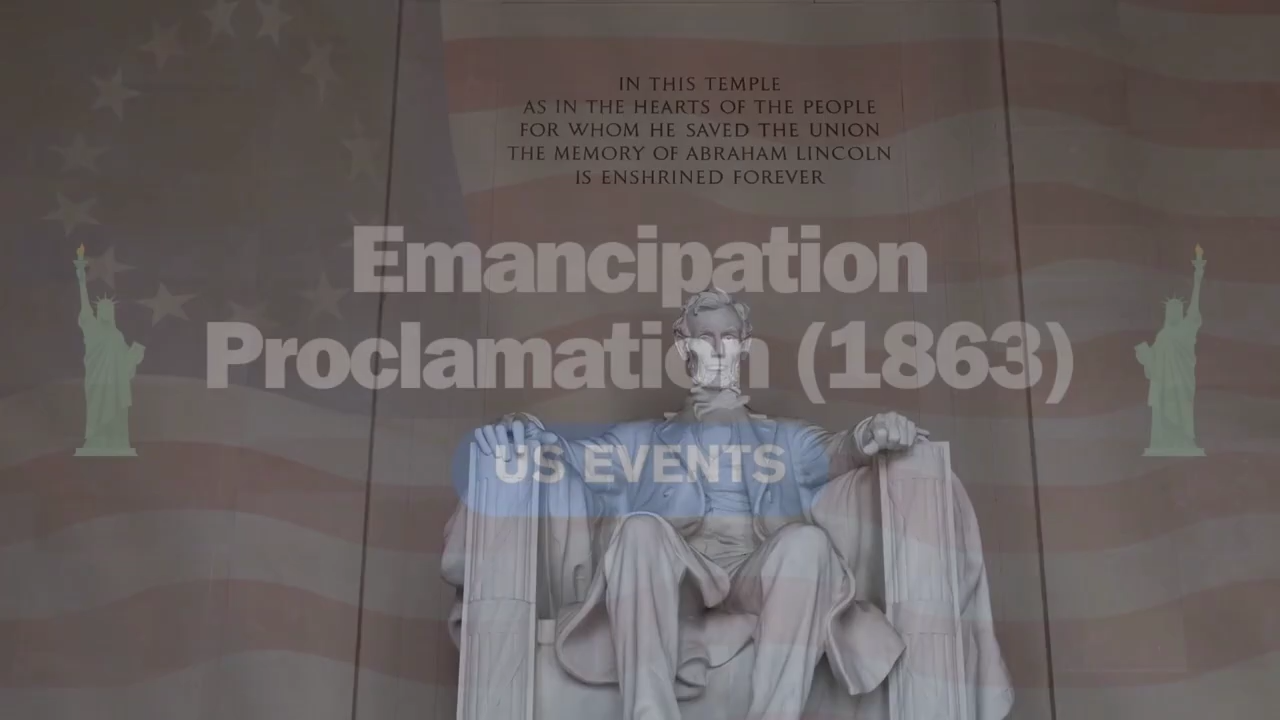 IN THIS TEMPLE
AS IN THE HEARTS OF THE PEOPLE
FOR WHOM HE SAVED THE UNION
THE MEMORY OF ABRAHAM LINCOLN
IS ENSHRINED FOREVER
Emancipation
Proclamation (1863)
US EVENTS